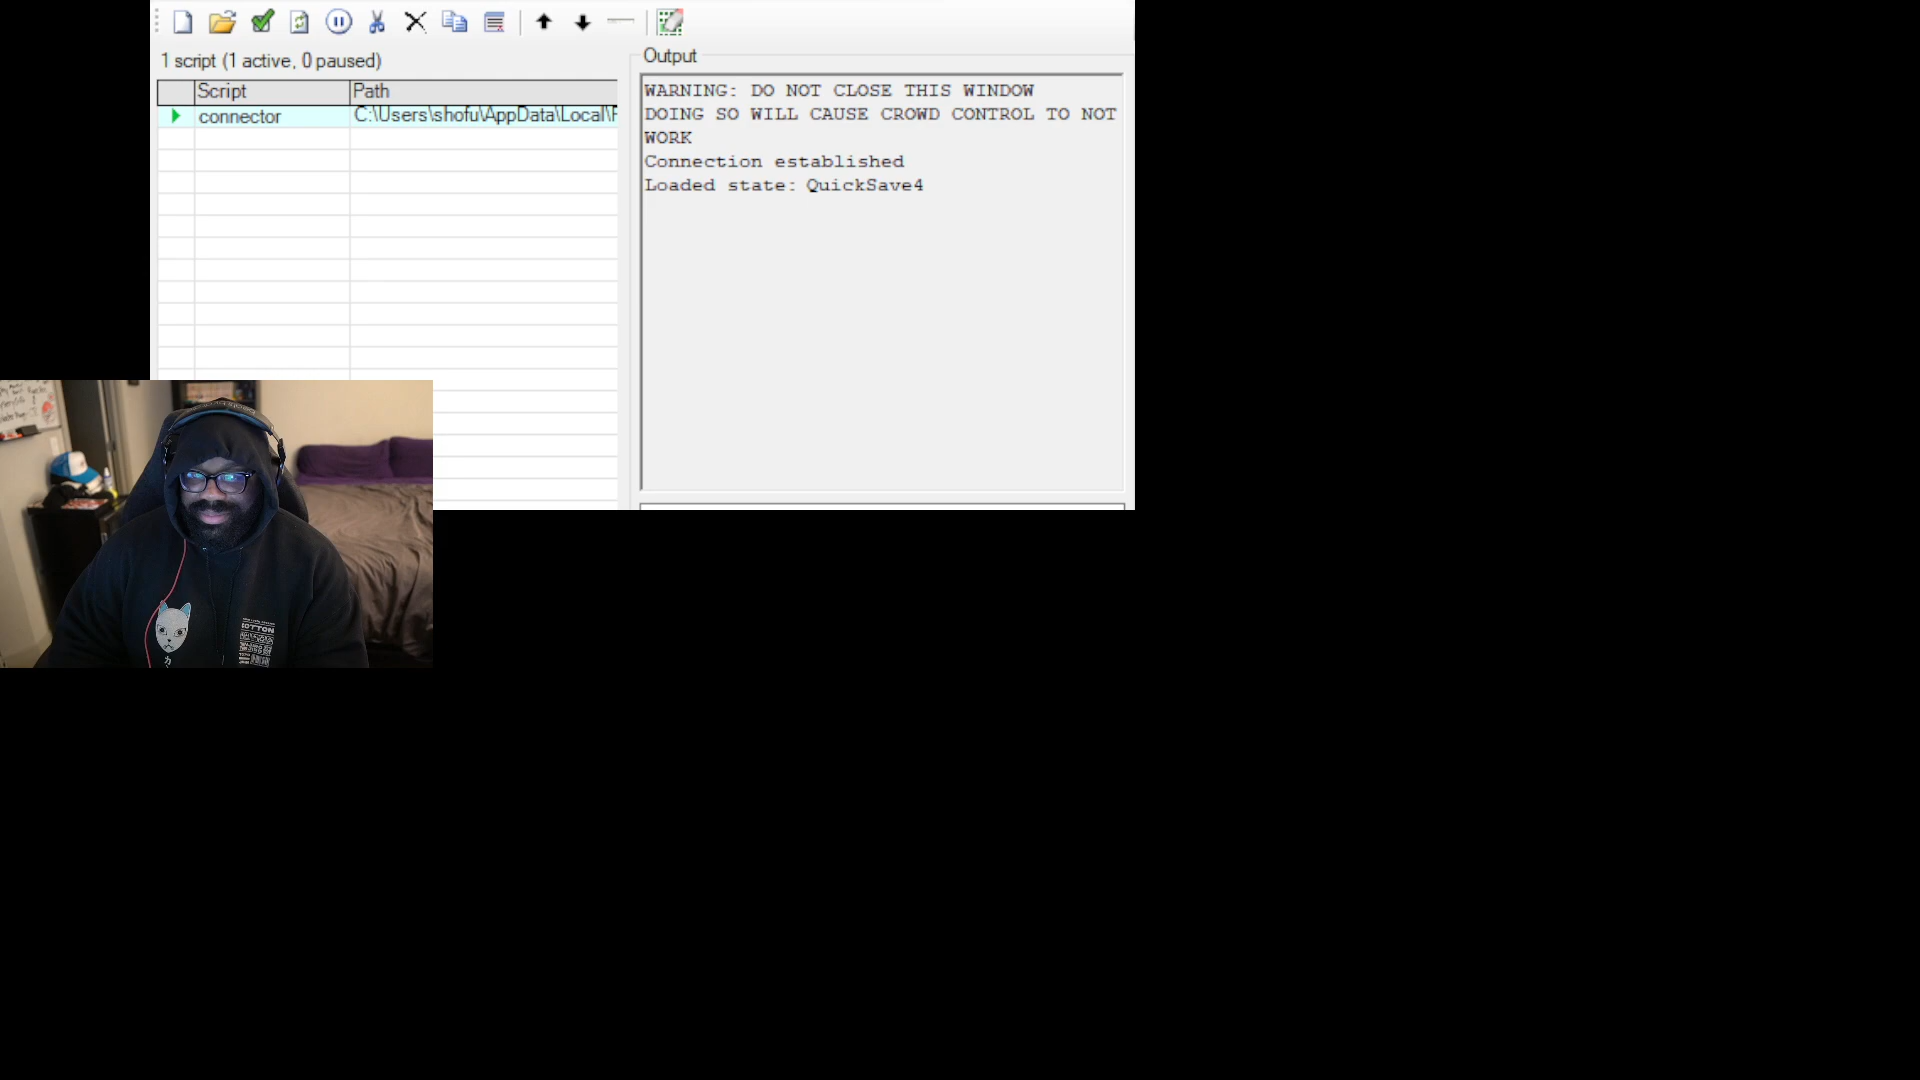 1 script (1 active, 0 paused)
Script
Path
connector
C:\Users\shofu\AppData\Local\
Output
WARNING: DO NOT CLOSE THIS WINDOW
DOING SO WILL CAUSE CROWD CONTROL TO NOT
WORK
Connection established
Loaded state: QuickSave4